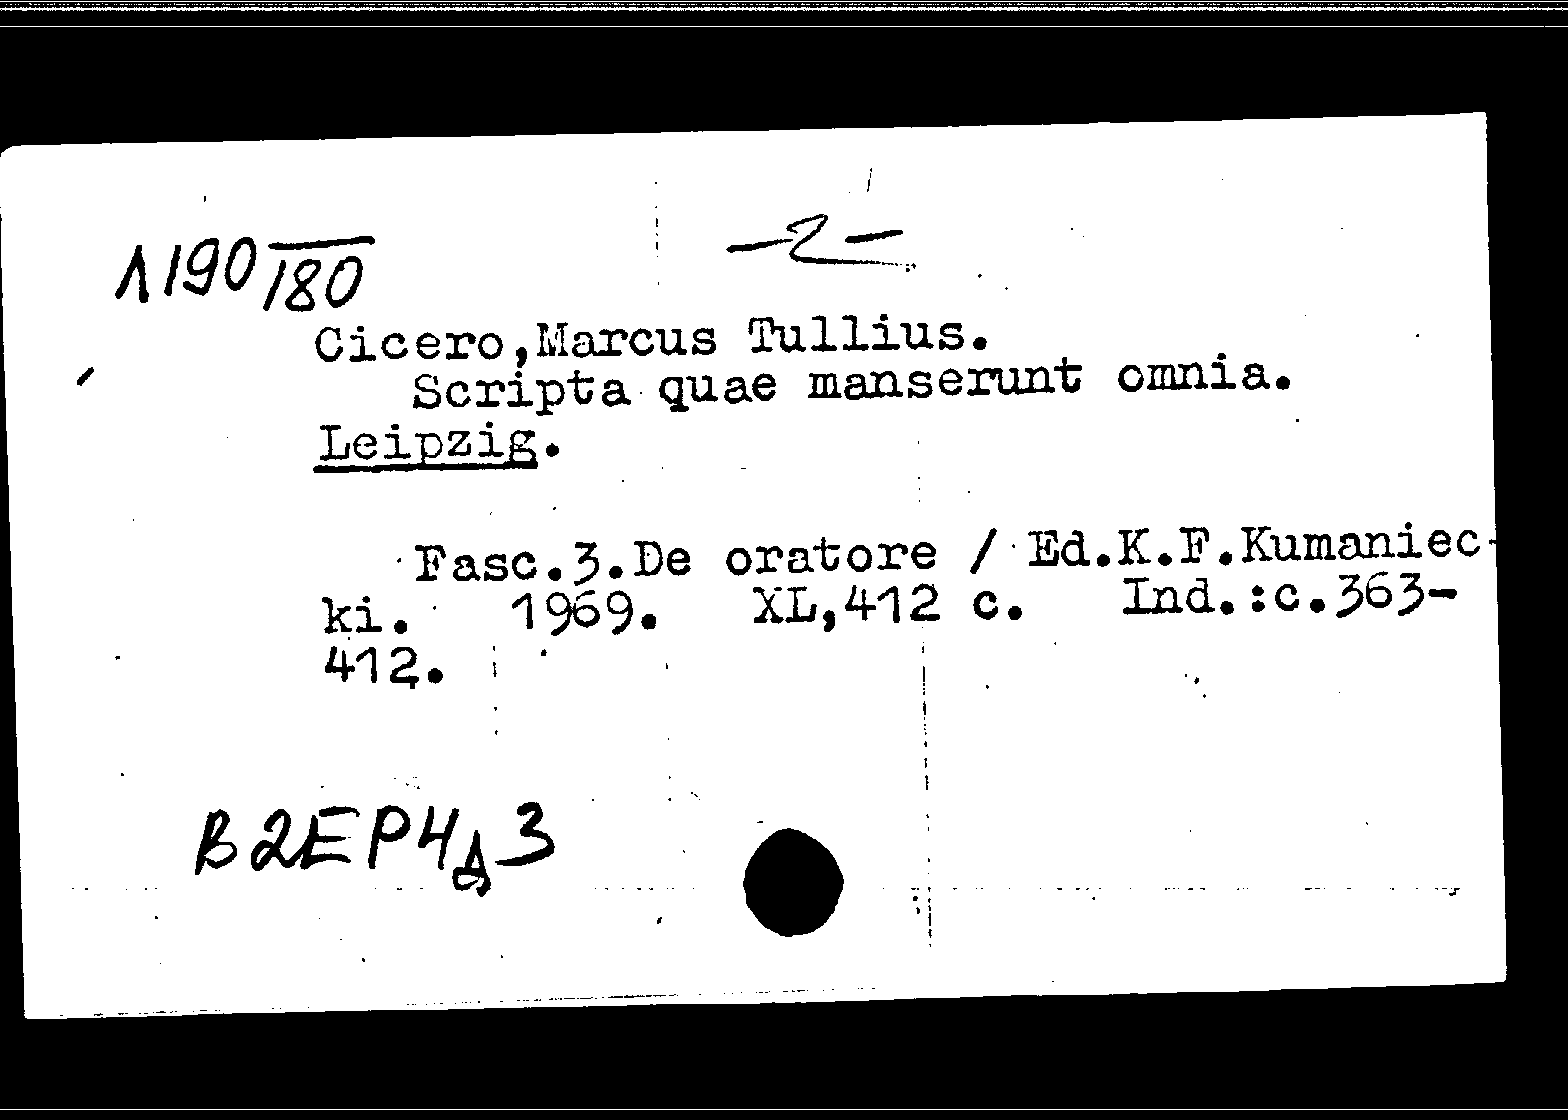 Л190/180
-2-
Cicero,Marcus Tullius.
Scripta quae manserunt omnia.
Leipzig.
Fasc.3.De oratore / Ed.K.F.Kumaniec-
ki. 1969. XL,412 с. Ind.:с.363-
412.
В2ЕР4д3